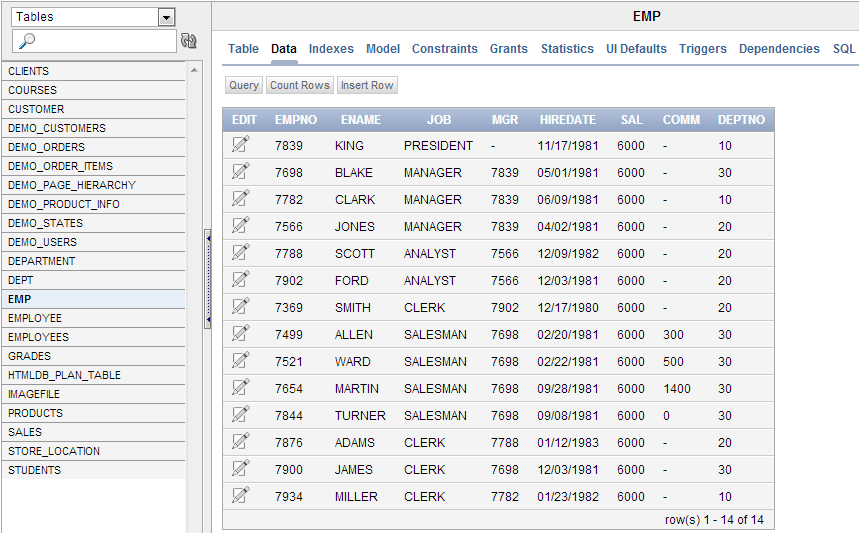 Tables
CLIENTS
COURSES
CUSTOMER
DEMO_CUSTOMERS
DEMO_ORDERS
DEMO_ORDER_ITEMS
DEMO_PAGE_HIERARCHY
DEMO_PRODUCT_INFO
DEMO_STATES
DEMO_USERS
DEPARTMENT
DEPT
EMP
EMPLOYEE
EMPLOYEES
GRADES
HTMLDB_PLAN_TABLE
IMAGEFILE
PRODUCTS
SALES
STORE_LOCATION
STUDENTS
EMP
Table Data Indexes Model Constraints Grants Statistics UI Defaults Triggers Dependencies SQL
Query Count Rows Insert Row
EDIT EMPNO ENAME JOB MGR HIREDATE SAL COMM DEPTNO
7839 KING PRESIDENT - 11/17/1981 6000 - 10
7698 BLAKE MANAGER 7839 05/01/1981 6000 - 30
7782 CLARK MANAGER 7839 06/09/1981 6000 - 10
7566 JONES MANAGER 7839 04/02/1981 6000 - 20
7788 SCOTT ANALYST 7566 12/09/1982 6000 - 20
7902 FORD ANALYST 7566 12/03/1981 6000 - 20
7369 SMITH CLERK 7902 12/17/1980 6000 - 20
7499 ALLEN SALESMAN 7698 02/20/1981 6000 300 30
7521 WARD SALESMAN 7698 02/22/1981 6000 500 30
7654 MARTIN SALESMAN 7698 09/28/1981 6000 1400 30
7844 TURNER SALESMAN 7698 09/08/1981 6000 0 30
7876 ADAMS CLERK 7788 01/12/1983 6000 - 20
7900 JAMES CLERK 7698 12/03/1981 6000 - 30
7934 MILLER CLERK 7782 01/23/1982 6000 - 10
row(s) 1 - 14 of 14